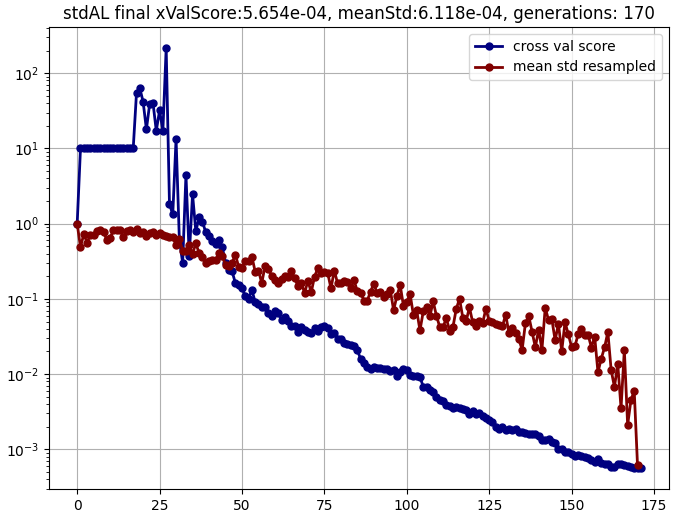 stdAL final xValScore:5.654e-04, meanStd:6.118e-04, generations: 170
cross val score
mean std resampled
10²
10¹
10⁰
10⁻¹
10⁻²
10⁻³
0 25 50 75 100 125 150 175